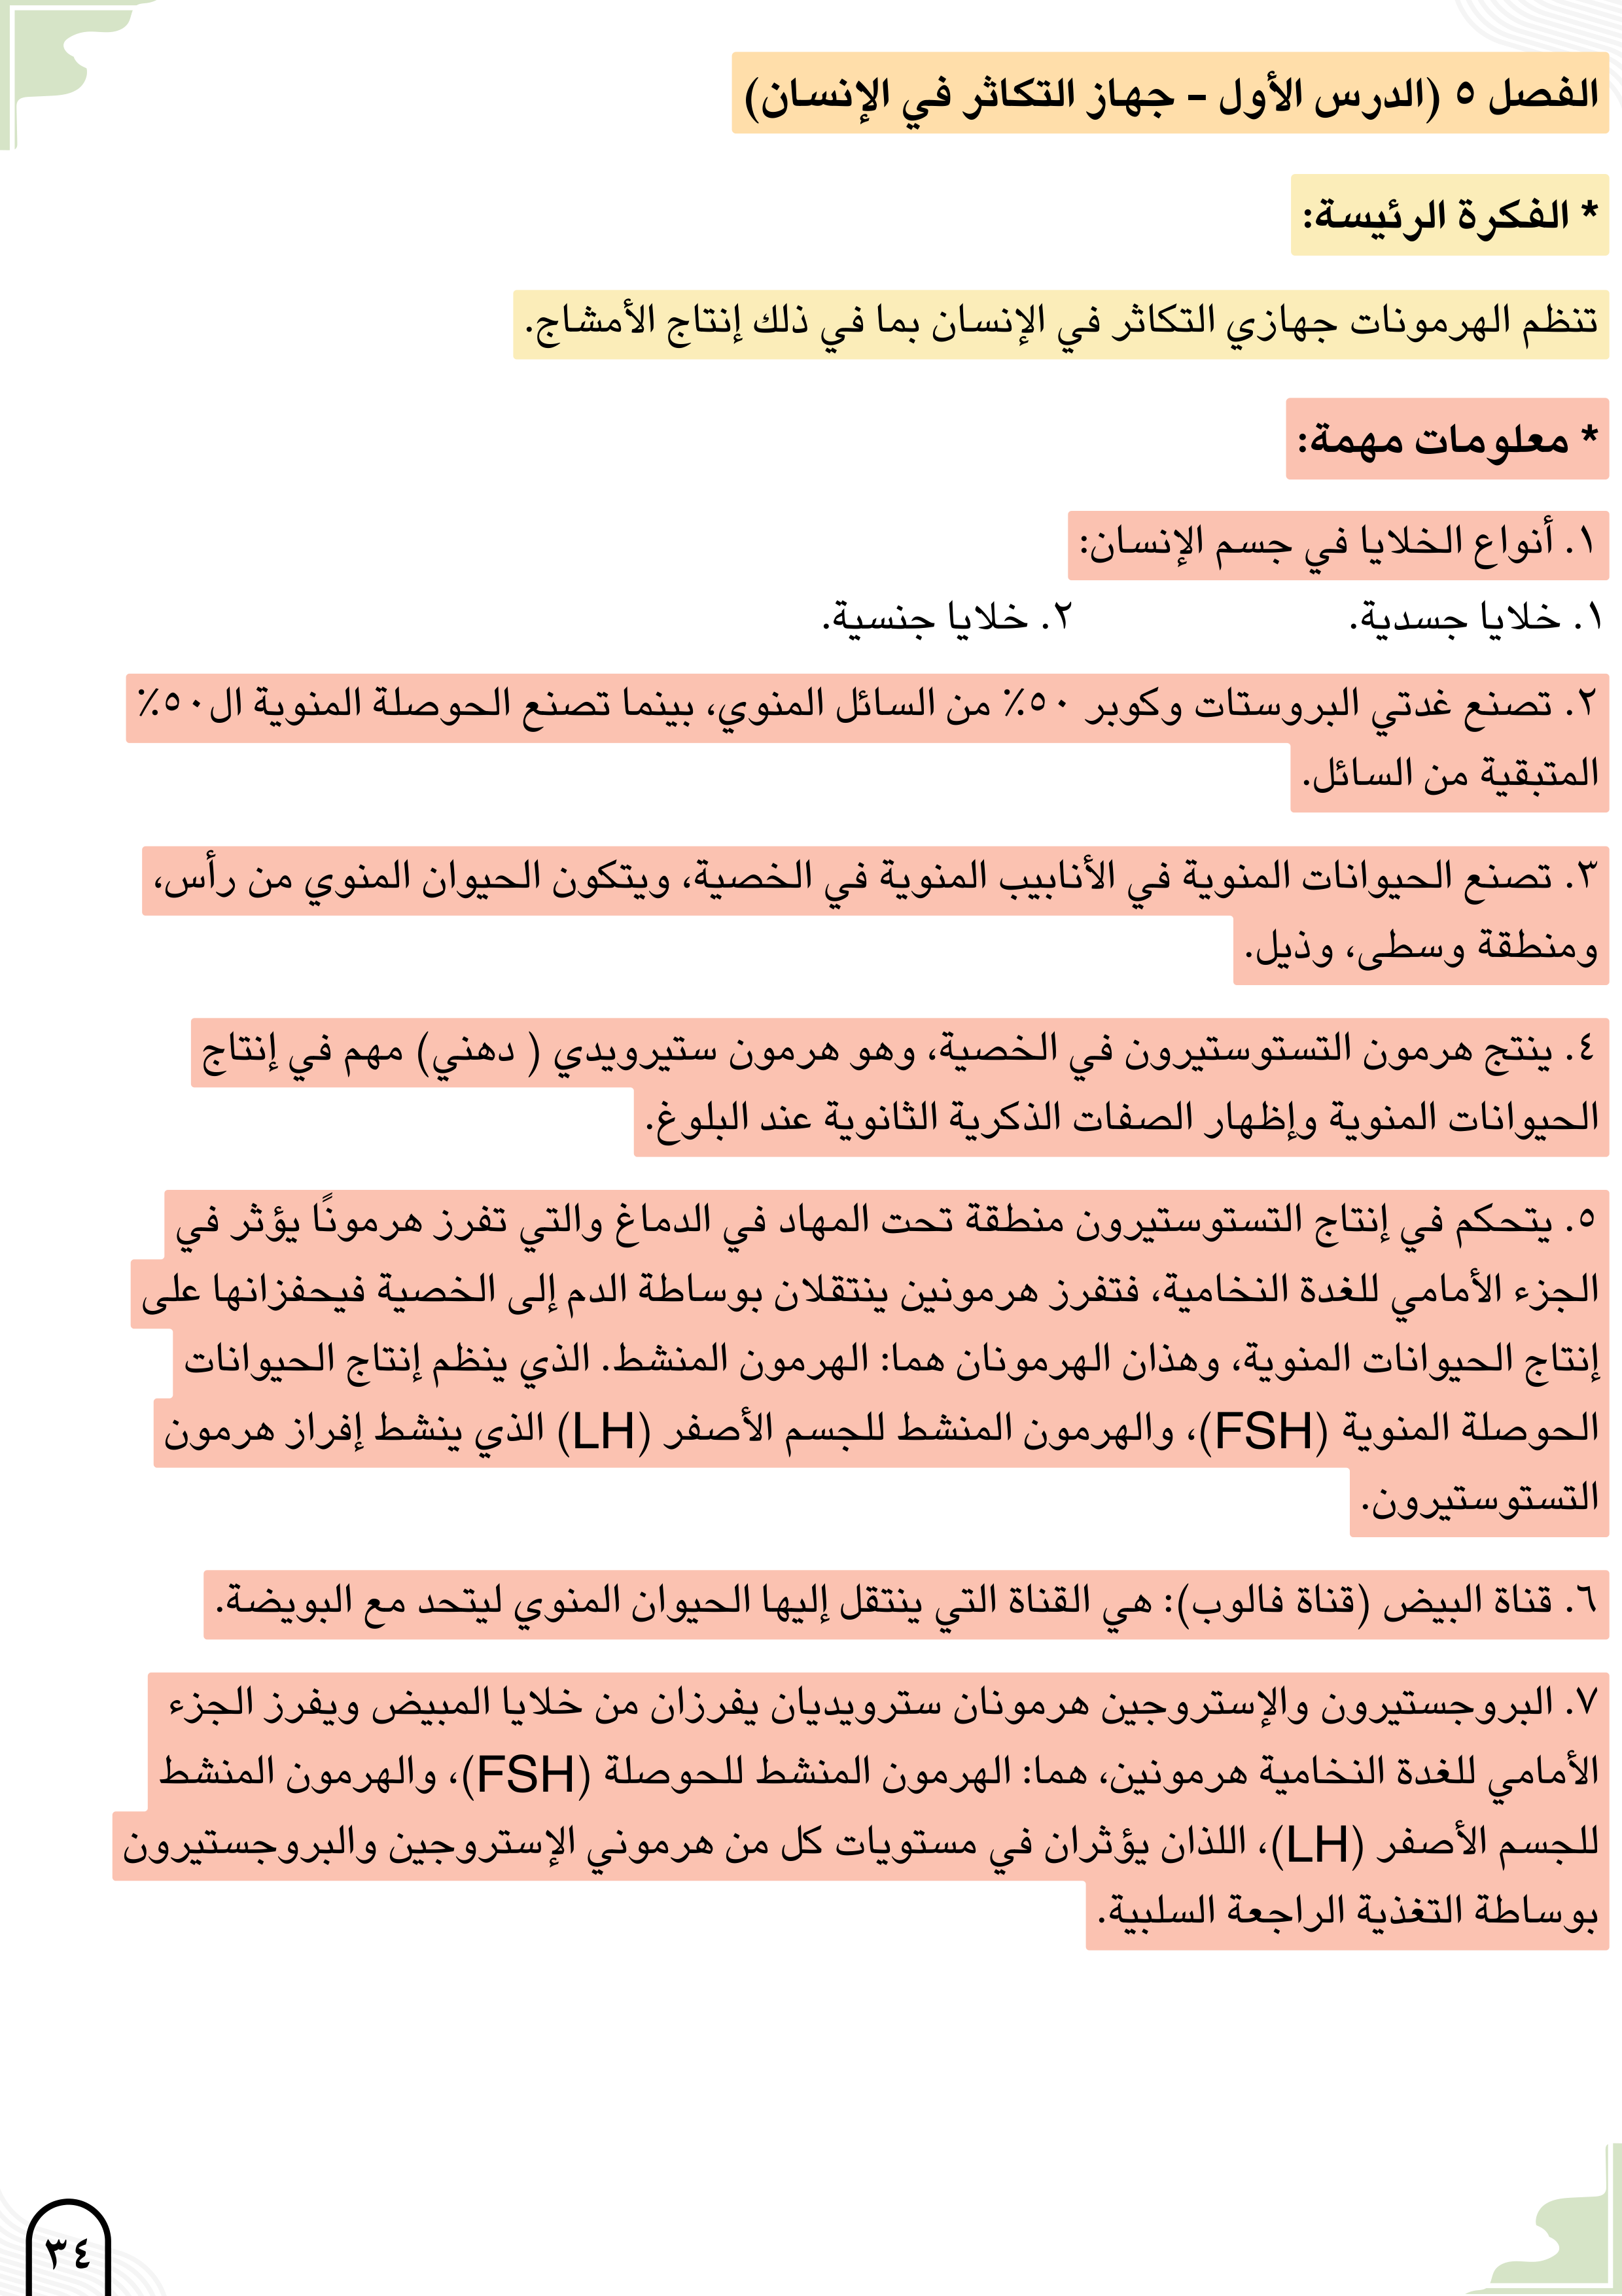 الفصل ٥ (الدرس الأول - جهاز التكاثر في الإنسان)
* الفكرة الرئيسة:
تنظم الهرمونات جهازي التكاثر في الإنسان بما في ذلك إنتاج الأمشاج.
* معلومات مهمة:
١. أنواع الخلايا في جسم الإنسان:
١. خلايا جسدية. ٢. خلايا جنسية.
٢. تصنع غدتي البروستات وكوبر ٥٠٪ من السائل المنوي، بينما تصنع الحوصلة المنوية ال٥٠٪
المتبقية من السائل.
٣. تصنع الحيوانات المنوية في الأنابيب المنوية في الخصية، ويتكون الحيوان المنوي من رأس،
ومنطقة وسطى، وذيل.
٤. ينتج هرمون التستوستيرون في الخصية، وهو هرمون ستيرويدي ( دهني) مهم في إنتاج
الحيوانات المنوية وإظهار الصفات الذكرية الثانوية عند البلوغ.
٥. يتحكم في إنتاج التستوستيرون منطقة تحت المهاد في الدماغ والتي تفرز هرمونًا يؤثر في
الجزء الأمامي للغدة النخامية، فتفرز هرمونين ينتقلان بوساطة الدم إلى الخصية فيحفزانها على
إنتاج الحيوانات المنوية، وهذان الهرمونان هما: الهرمون المنشط. الذي ينظم إنتاج الحيوانات
الحوصلة المنوية (FSH)، والهرمون المنشط للجسم الأصفر (LH) الذي ينشط إفراز هرمون
التستوستيرون.
٦. قناة البيض (قناة فالوب): هي القناة التي ينتقل إليها الحيوان المنوي ليتحد مع البويضة.
٧. البروجستيرون والإستروجين هرمونان سترويديان يفرزان من خلايا المبيض ويفرز الجزء
الأمامي للغدة النخامية هرمونين، هما: الهرمون المنشط للحوصلة (FSH)، والهرمون المنشط
للجسم الأصفر (LH)، اللذان يؤثران في مستويات كل من هرموني الإستروجين والبروجستيرون
بوساطة التغذية الراجعة السلبية.
٣٤